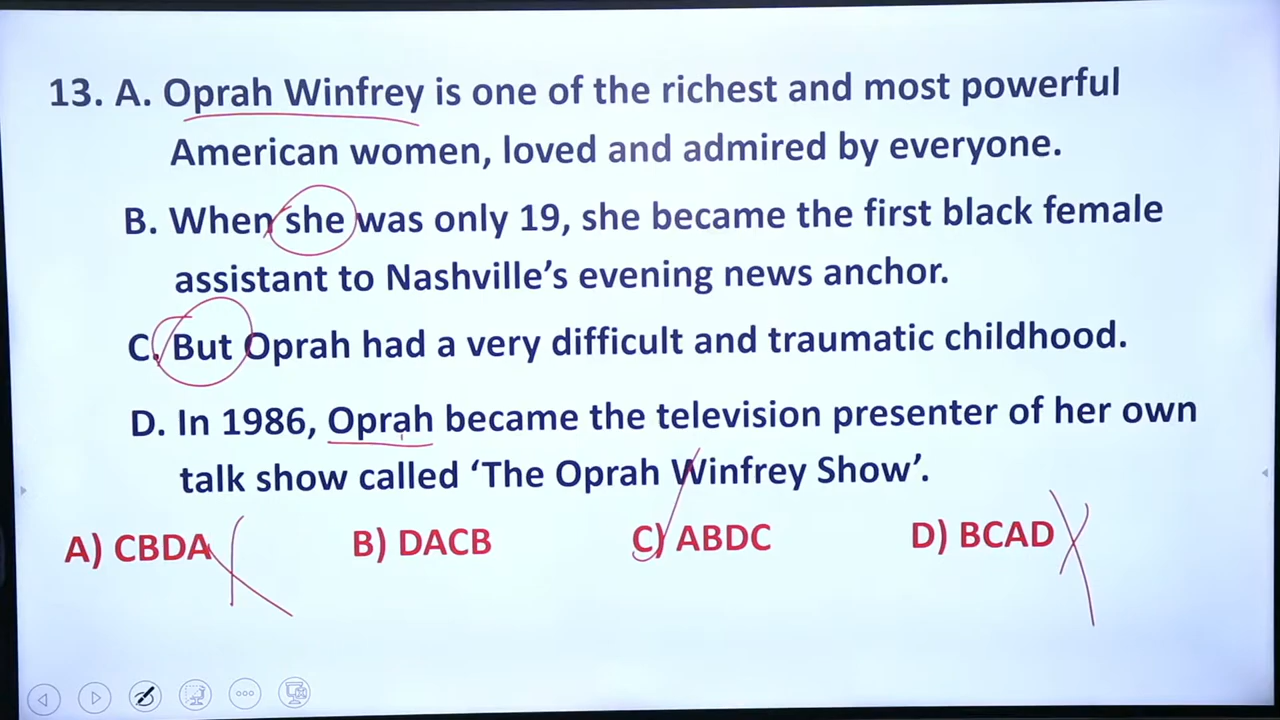 13. A. Oprah Winfrey is one of the richest and most powerful
American women, loved and admired by everyone.
B. When she was only 19, she became the first black female
assistant to Nashville's evening news anchor.
C. But Oprah had a very difficult and traumatic childhood.
D. In 1986, Oprah became the television presenter of her own
talk show called ‘The Oprah Winfrey Show’.
A) CBDA B) DACB C) ABDC D) BCAD